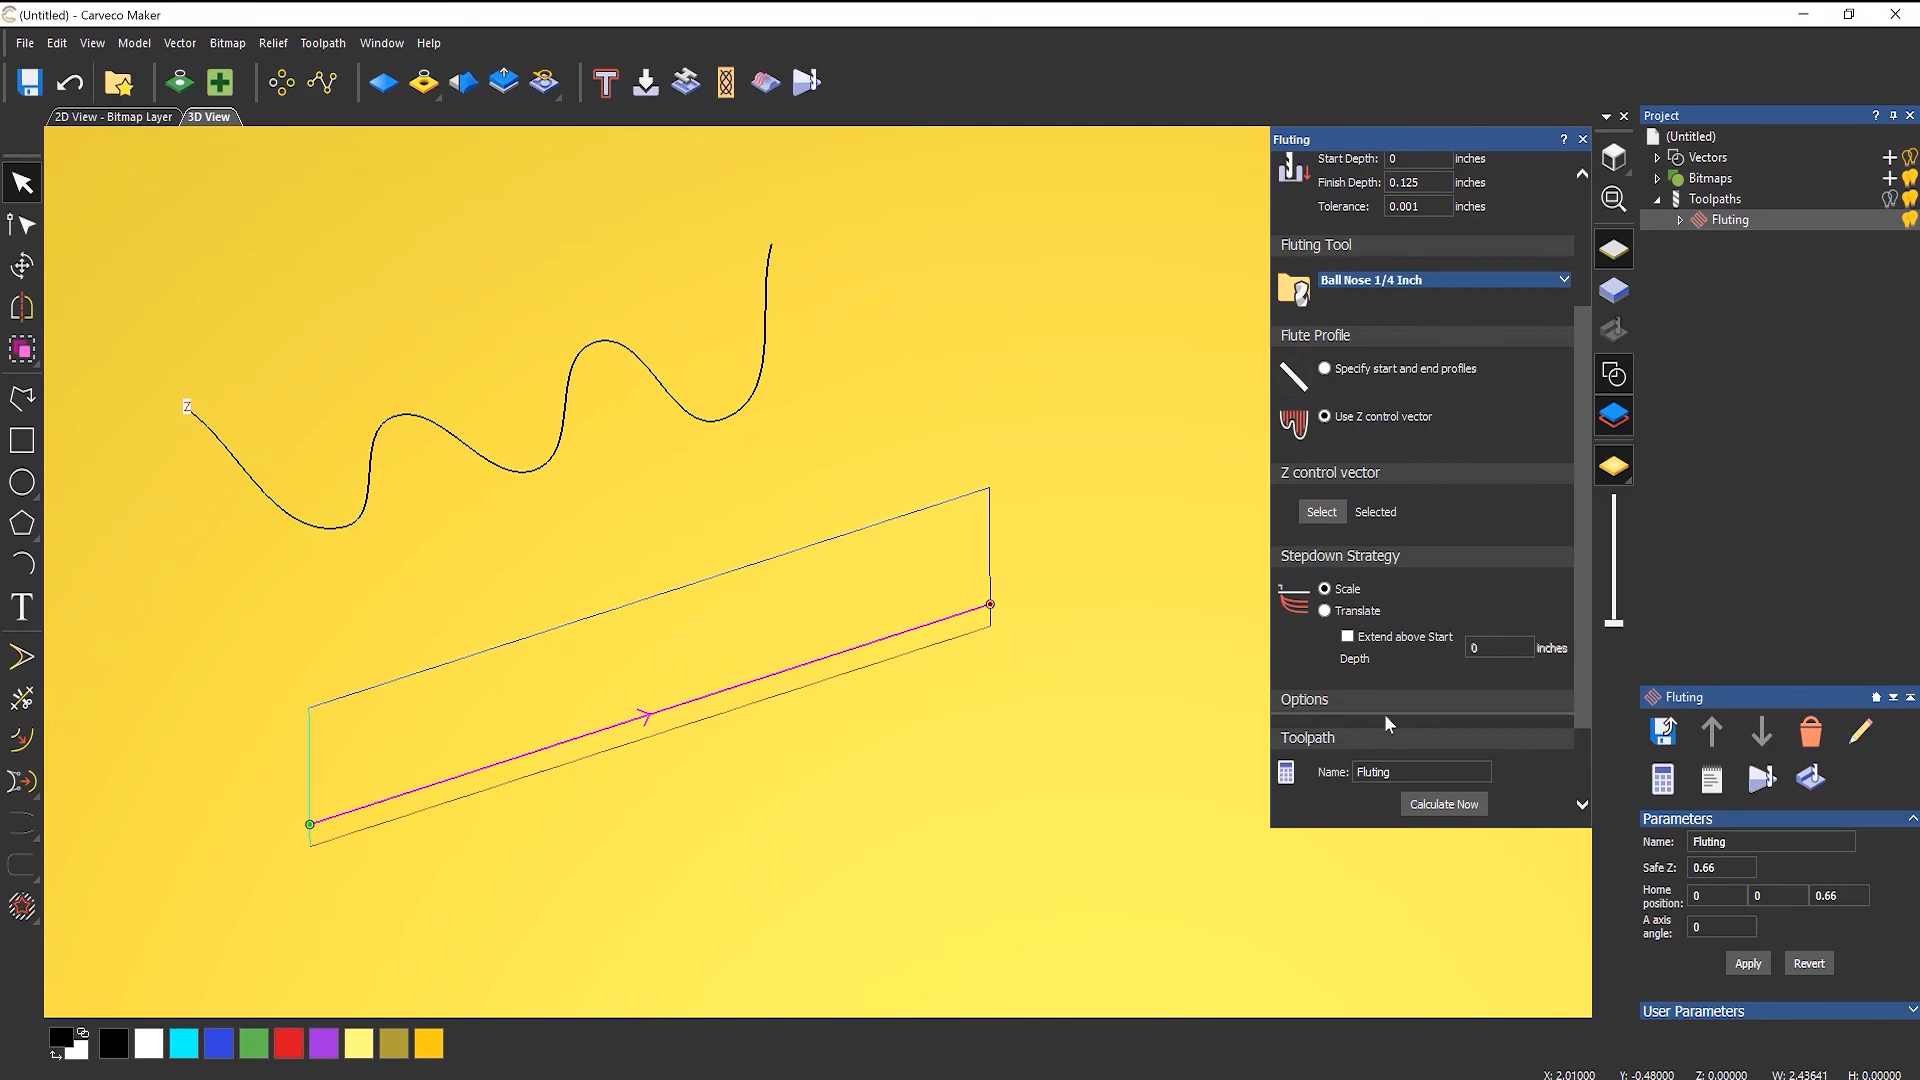 (Untitled) - Carveco Maker
File Edit View Model Vector Bitmap Relief Toolpath Window Help
2D View - Bitmap Layer 3D View
Project
(Untitled)
Vectors
Bitmaps
Toolpaths
Fluting
Fluting
Start Depth: 0 inches
Finish Depth: 0.125 inches
Tolerance: 0.001 inches
Fluting Tool
Ball Nose 1/4 Inch
Flute Profile
Specify start and end profiles
Use Z control vector
Z control vector
Select Selected
Stepdown Strategy
Scale
Translate
Extend above Start
Depth
0 inches
Options
Toolpath
Name: Fluting
Calculate Now
Z
T
Fluting
Parameters
Name: Fluting
Safe Z: 0.66
Home
position: 0 0 0.66
A axis
angle: 0
Apply Revert
User Parameters
X: 2.01000 Y: -0.48000 Z: 0.00000 W: 2.43641 H: 0.00000